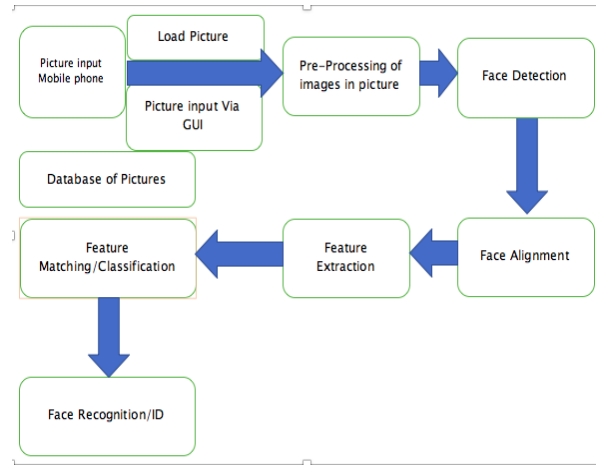 Picture input
Mobile phone
Load Picture
Picture input Via
GUI
Pre-Processing of
images in picture
Face Detection
Database of Pictures
Feature
Matching/Classification
Feature
Extraction
Face Alignment
Face Recognition/ID